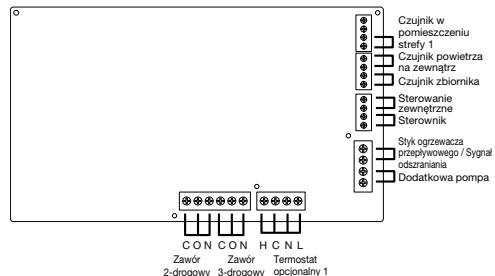 Czujnik w
pomieszczeniu
strefy 1
Czujnik powietrza
na zewnątrz
Czujnik zbiornika
Sterowanie
zewnętrzne
Sterownik
Styk ogrzewacza
przepływowego / Sygnał
odszraniania
Dodatkowa pompa
C O N C O N H C N L
Zawór Zawór Termostat
2-drogowy 3-drogowy opcjonalny 1